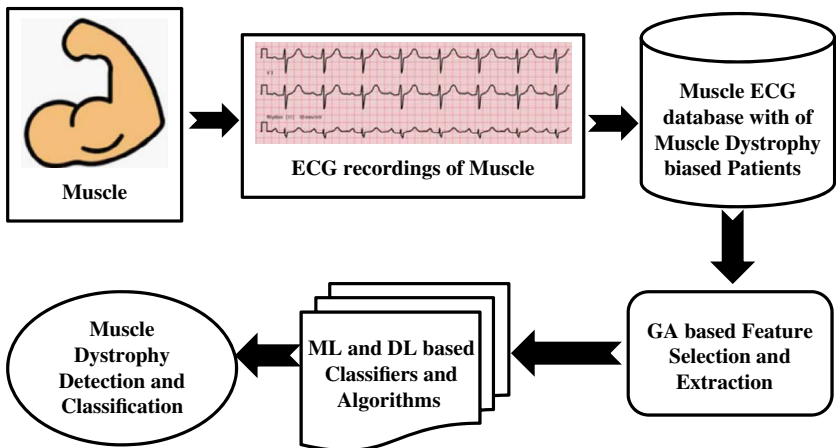 Muscle
V1
ECG recordings of Muscle
Muscle ECG
database with of
Muscle Dystrophy
biased Patients
GA based Feature
Selection and
Extraction
ML and DL based
Classifiers and
Algorithms
Muscle
Dystrophy
Detection and
Classification